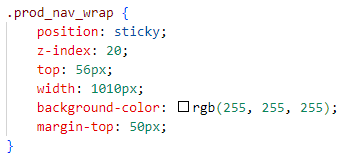 .prod_nav_wrap {
    position: sticky;
    z-index: 20;
    top: 56px;
    width: 1010px;
    background-color: rgb(255, 255, 255);
    margin-top: 50px;
}